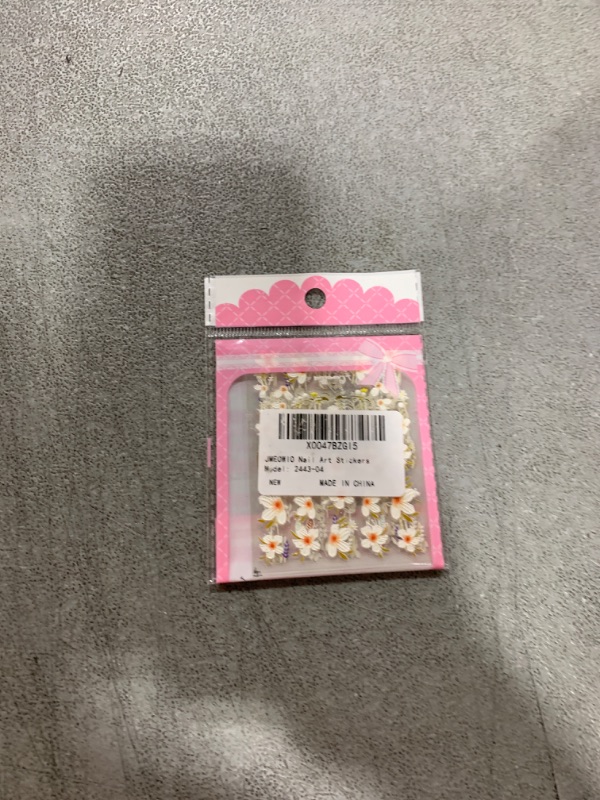 X0047BZGI5
JMEOWIO Nail Art Stickers
Model: 2443-04
NEW MADE IN CHINA